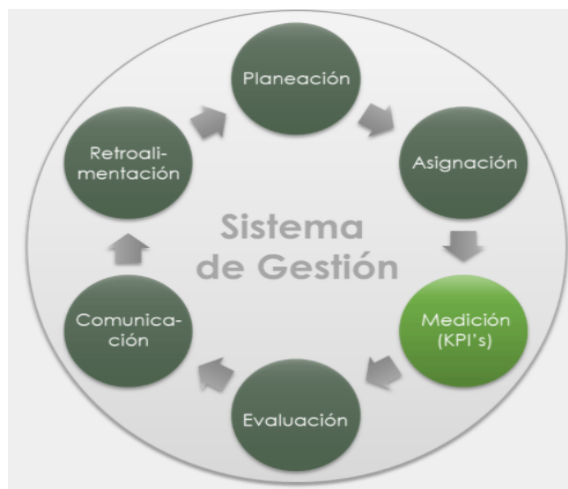 Planeación
Asignación
Medición
(KPI's)
Evaluación
Comunica-
ción
Retroali-
mentación
Sistema
de Gestión